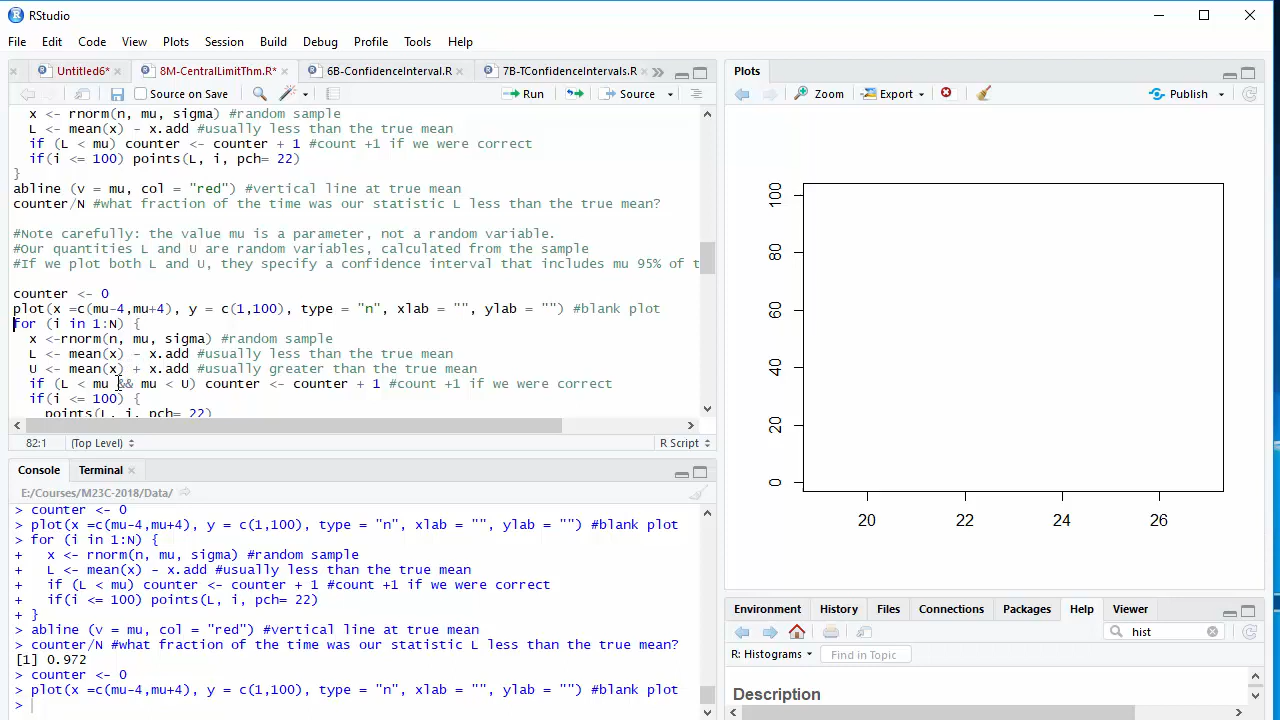 RStudio
File Edit Code View Plots Session Build Debug Profile Tools Help
Untitled6* 8M-CentralLimitThm.R* 6B-ConfidenceInterval.R 7B-TConfidenceIntervals.R
Source on Save Run Source
x <- rnorm(n, mu, sigma) #random sample
L <- mean(x) - x.add #usually less than the true mean
if (L < mu) counter <- counter + 1 #count +1 if we were correct
if(i <= 100) points(L, i, pch= 22)
}
abline (v = mu, col = "red") #vertical line at true mean
counter/N #what fraction of the time was our statistic L less than the true mean?
#Note carefully: the value mu is a parameter, not a random variable.
#Our quantities L and U are random variables, calculated from the sample
#If we plot both L and U, they specify a confidence interval that includes mu 95% of t
counter <- 0
plot(x =c(mu-4,mu+4), y = c(1,100), type = "n", xlab = "", ylab = "") #blank plot
for (i in 1:N) {
x <-rnorm(n, mu, sigma) #random sample
L <- mean(x) - x.add #usually less than the true mean
U <- mean(x) + x.add #usually greater than the true mean
if (L < mu && mu < U) counter <- counter + 1 #count +1 if we were correct
if(i <= 100) {
points(L, i, pch= 22)
82:1 (Top Level) R Script
Console Terminal
E:/Courses/M23C-2018/Data/
> counter <- 0
> plot(x =c(mu-4,mu+4), y = c(1,100), type = "n", xlab = "", ylab = "") #blank plot
> for (i in 1:N) {
+ x <- rnorm(n, mu, sigma) #random sample
+ L <- mean(x) - x.add #usually less than the true mean
+ if (L < mu) counter <- counter + 1 #count +1 if we were correct
+ if(i <= 100) points(L, i, pch= 22)
+ }
> abline (v = mu, col = "red") #vertical line at true mean
> counter/N #what fraction of the time was our statistic L less than the true mean?
[1] 0.972
> counter <- 0
> plot(x =c(mu-4,mu+4), y = c(1,100), type = "n", xlab = "", ylab = "") #blank plot
>
Plots
Zoom Export Publish
100
80
60
40
20
0
20 22 24 26
Environment History Files Connections Packages Help Viewer
hist
R: Histograms Find in Topic
Description